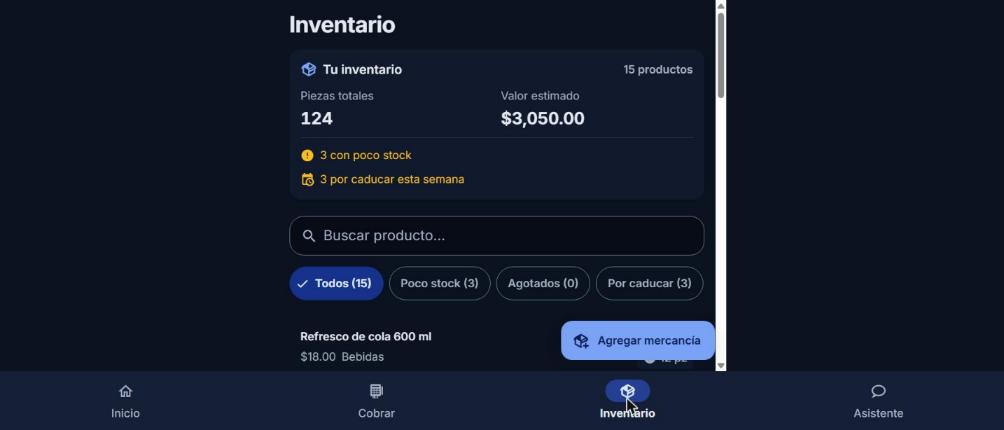 Inventario
Tu inventario 15 productos
Piezas totales Valor estimado
124 $3,050.00
3 con poco stock
3 por caducar esta semana
Buscar producto...
Todos (15) Poco stock (3) Agotados (0) Por caducar (3)
Refresco de cola 600 ml
Agregar mercancía
$18.00 Bebidas
Inicio Cobrar Inventario Asistente